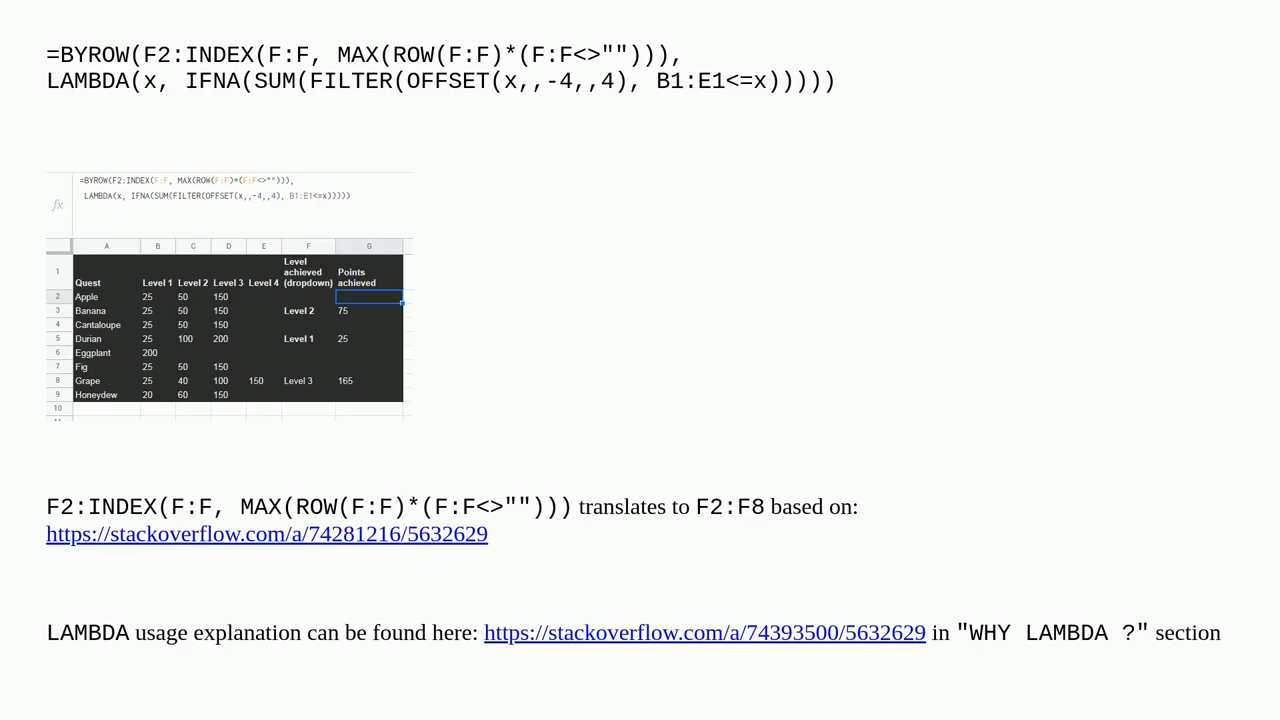 =BYROW(F2:INDEX(F:F, MAX(ROW(F:F)*(F:F<>""))),
LAMBDA(x, IFNA(SUM(FILTER(OFFSET(x,,-4,,4), B1:E1<=x)))))
=BYROW(F2:INDEX(F:F, MAX(ROW(F:F)*(F:F<>""))),
LAMBDA(x, IFNA(SUM(FILTER(OFFSET(x,,-4,,4), B1:E1<=x)))))
fx
A B C D E F G
1 Quest Level 1 Level 2 Level 3 Level 4 Level achieved (dropdown) Points achieved
2 Apple 25 50 150
3 Banana 25 50 150 Level 2 75
4 Cantaloupe 25 50 150
5 Durian 25 100 200 Level 1 25
6 Eggplant 200
7 Fig 25 50 150
8 Grape 25 40 100 150 Level 3 165
9 Honeydew 20 60 150
10
F2:INDEX(F:F, MAX(ROW(F:F)*(F:F<>""))) translates to F2:F8 based on:
https://stackoverflow.com/a/74281216/5632629
LAMBDA usage explanation can be found here: https://stackoverflow.com/a/74393500/5632629 in "WHY LAMBDA ?" section